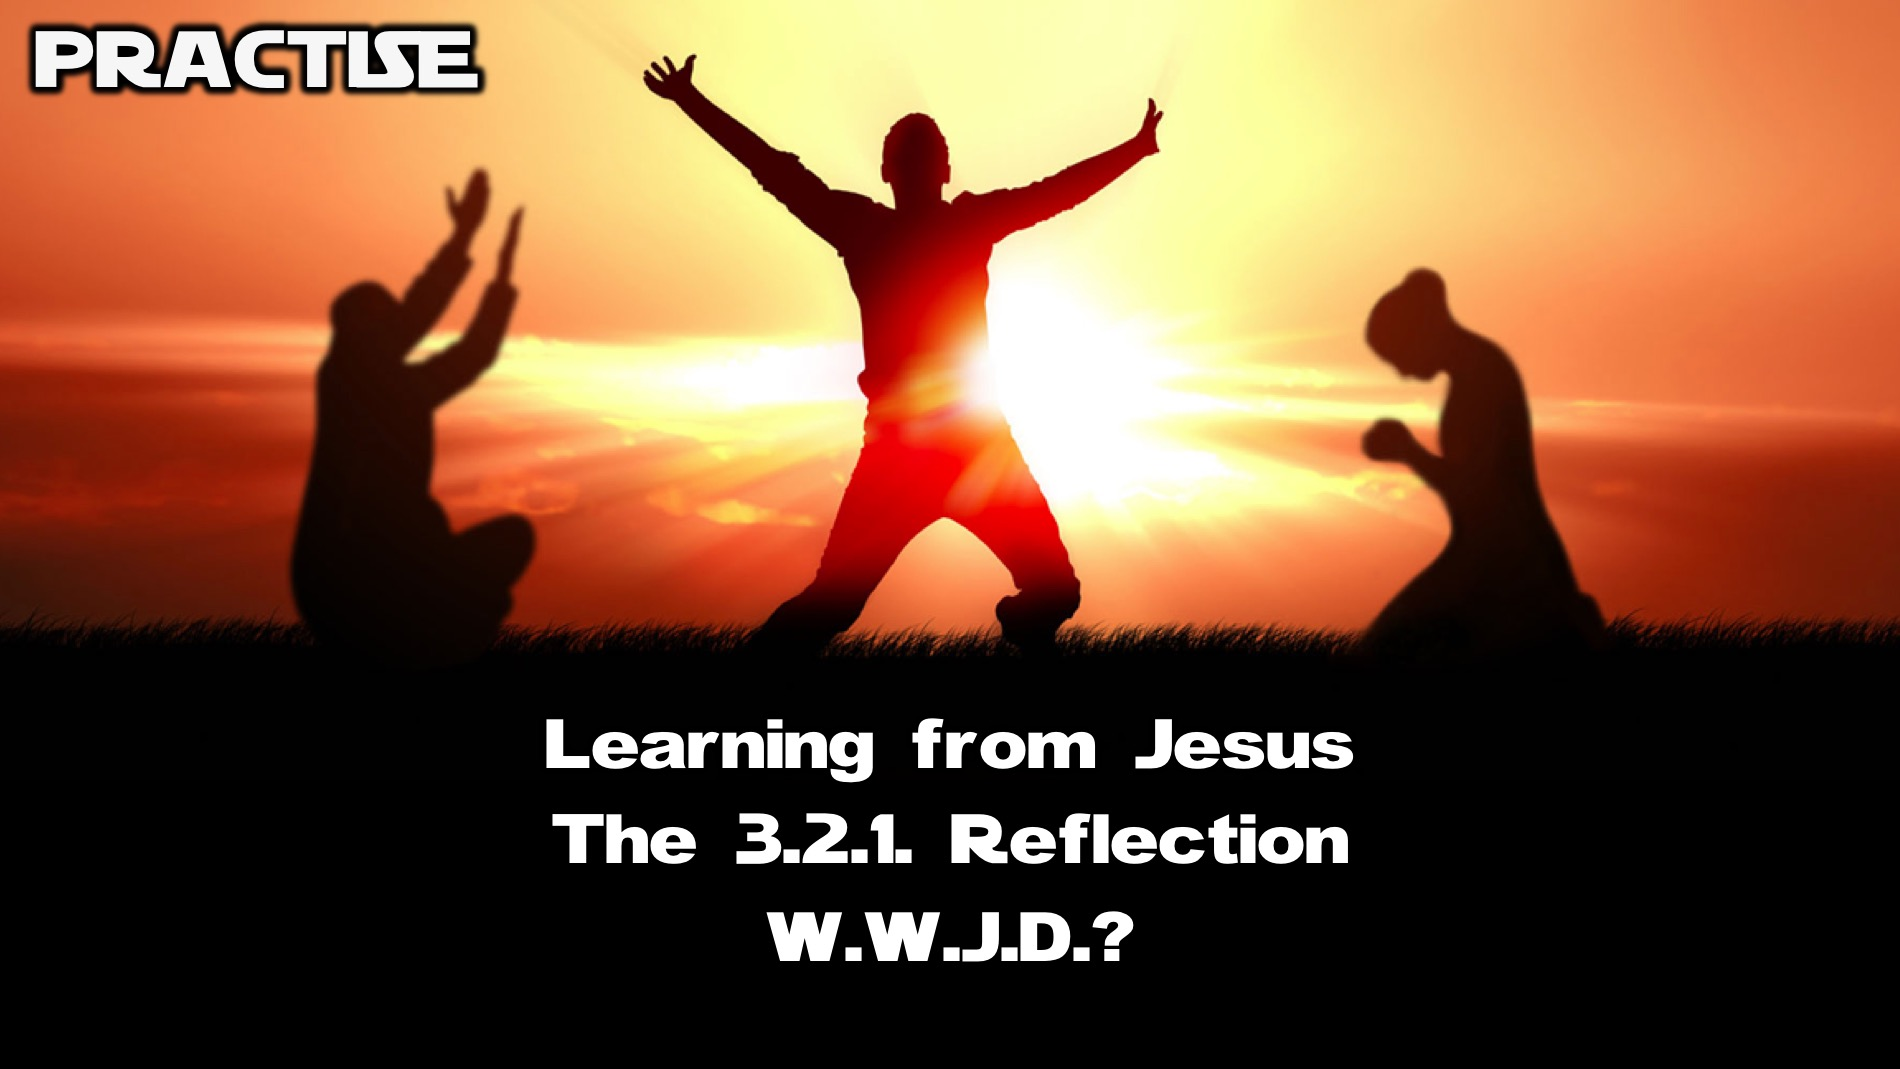 PRACTISE
Learning from Jesus
The 3.2.1. Reflection
W.W.J.D.?